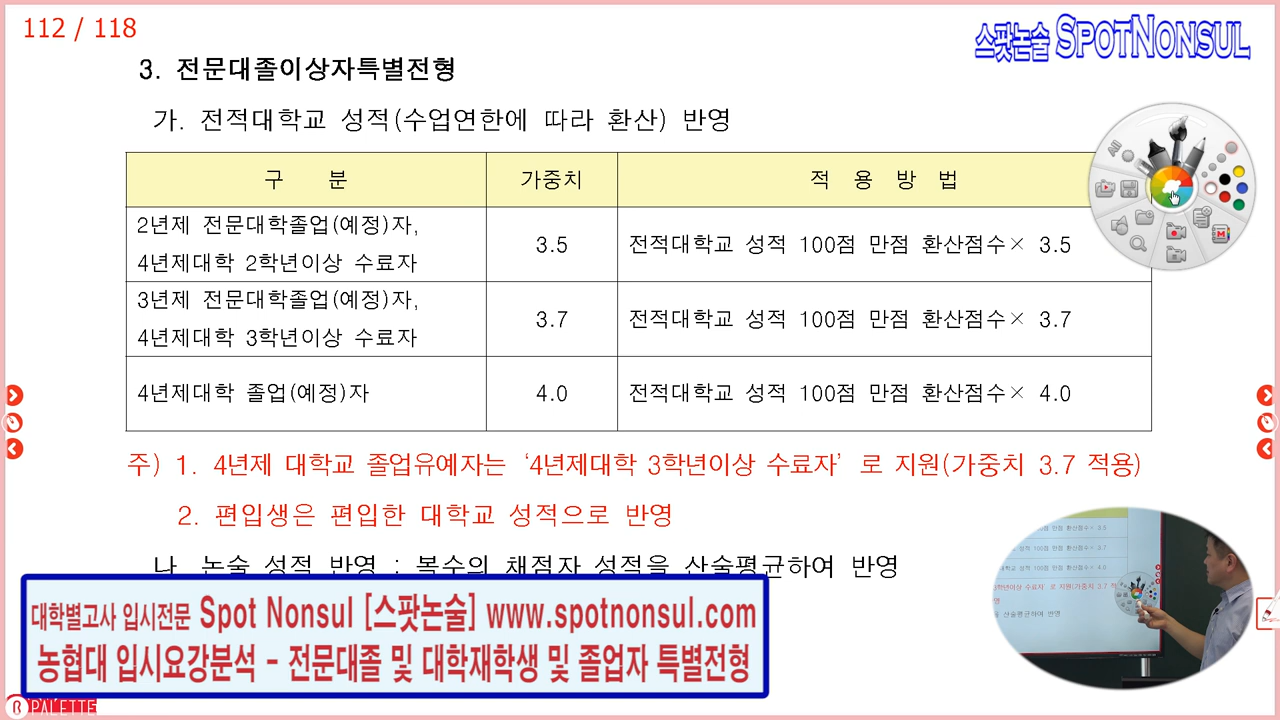 112 / 118
스팟논술 SPOTNONSUL
3. 전문대졸이상자특별전형
가. 전적대학교 성적(수업연한에 따라 환산) 반영
구 분 가중치 적 용 방 법
2년제 전문대학졸업(예정)자,
4년제대학 2학년이상 수료자
3.5 전적대학교 성적 100점 만점 환산점수× 3.5
3년제 전문대학졸업(예정)자,
4년제대학 3학년이상 수료자
3.7 전적대학교 성적 100점 만점 환산점수× 3.7
4년제대학 졸업(예정)자 4.0 전적대학교 성적 100점 만점 환산점수× 4.0
주) 1. 4년제 대학교 졸업유예자는 ‘4년제대학 3학년이상 수료자’ 로 지원(가중치 3.7 적용)
2. 편입생은 편입한 대학교 성적으로 반영
나 논술 성적 반영 : 복수의 채점자 성적을 산술평균하여 반영
대학별고사 입시전문 Spot Nonsul [스팟논술] www.spotnonsul.com
농협대 입시요강분석 - 전문대졸 및 대학재학생 및 졸업자 특별전형
PALETTE
All